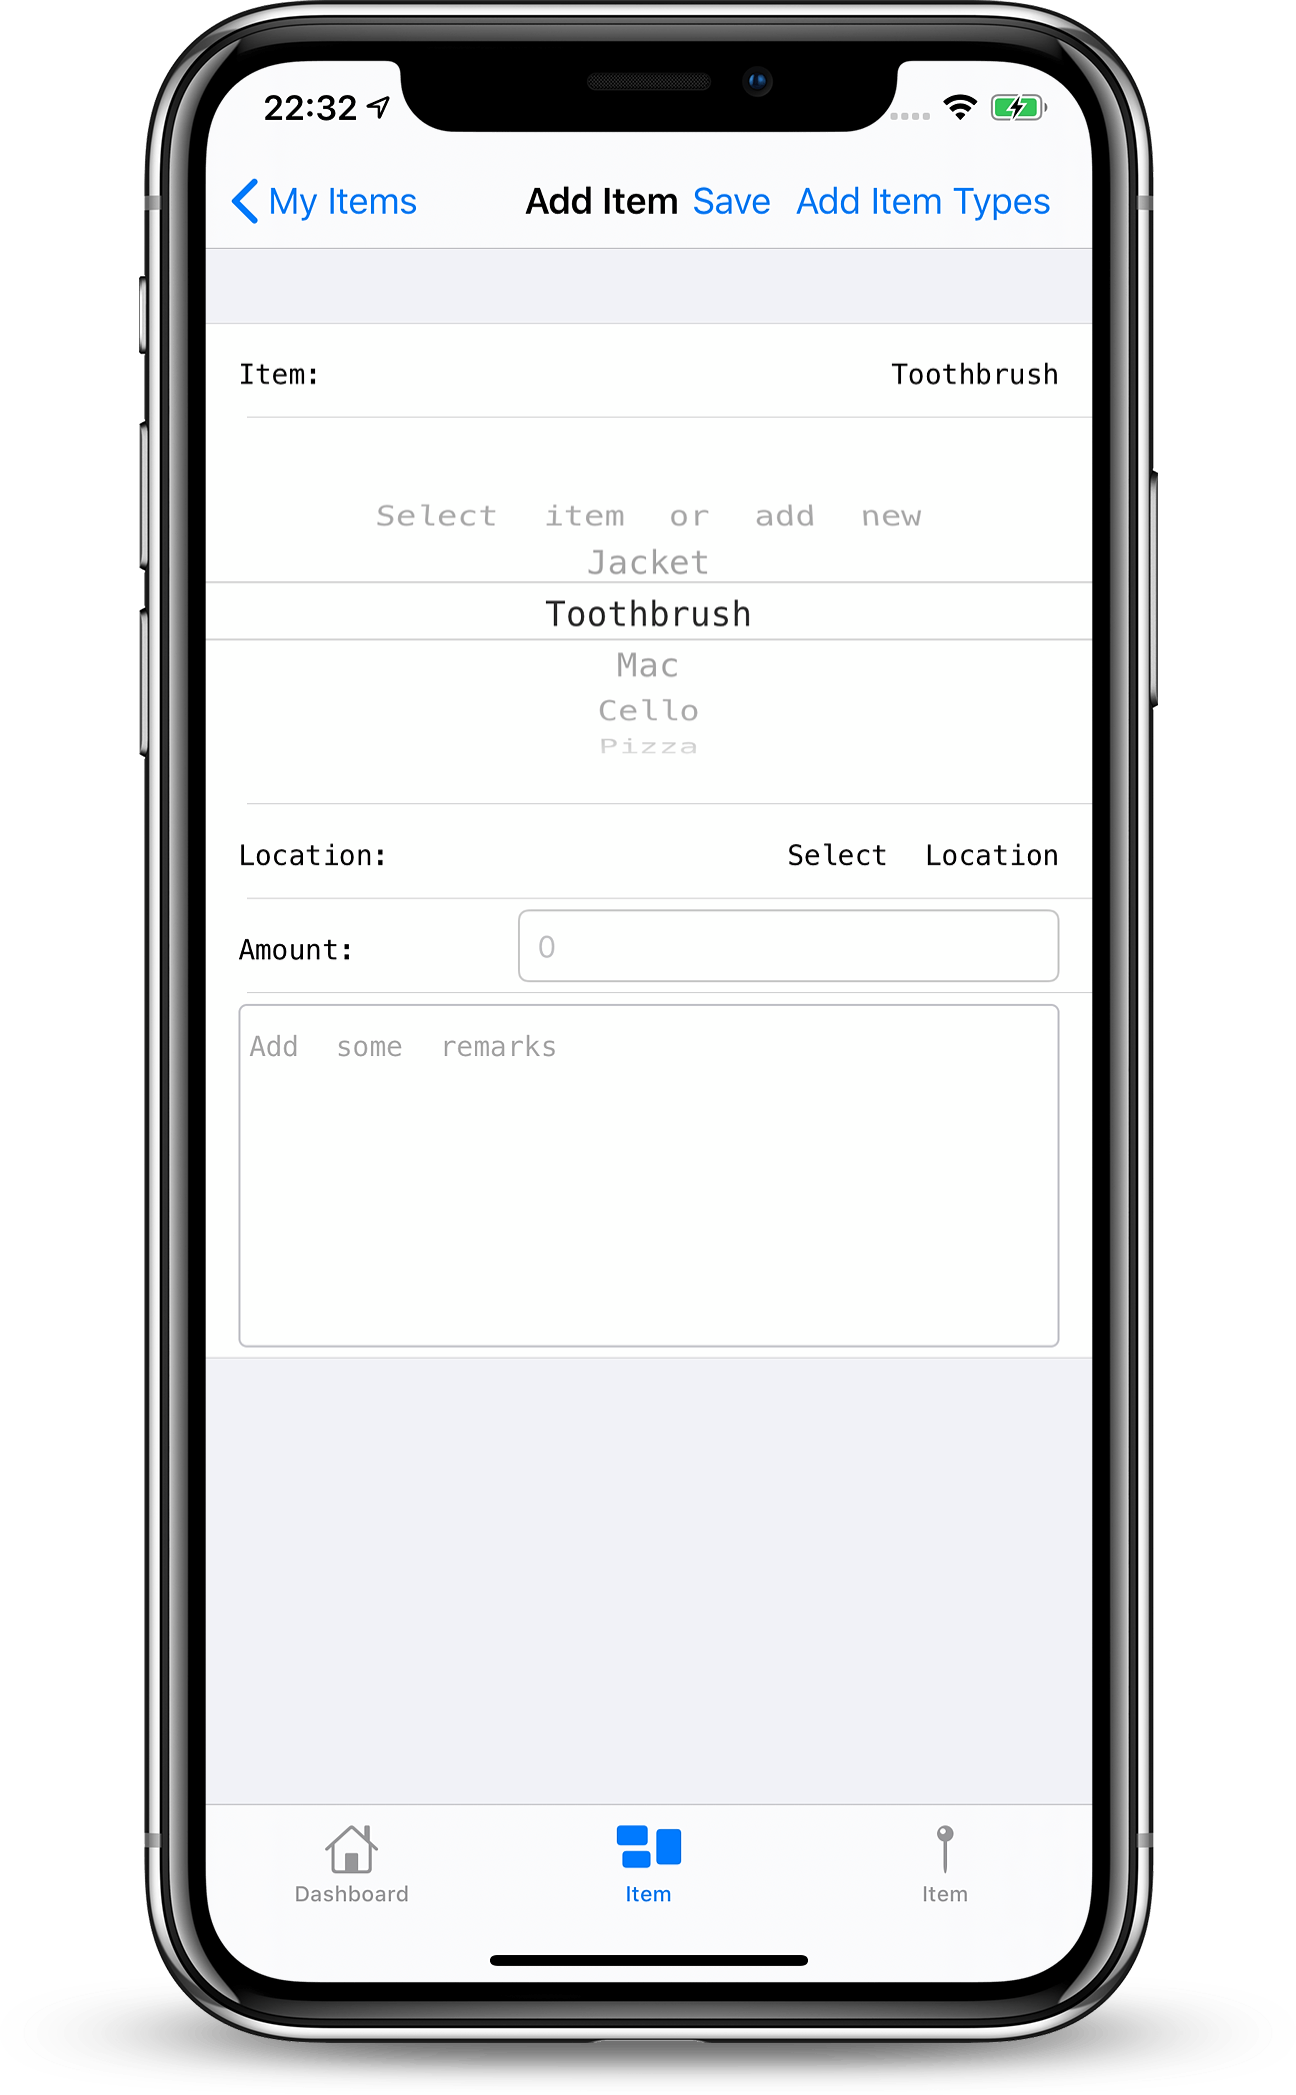 22:32
My Items Add Item Save Add Item Types
Item: Toothbrush
Select item or add new
Jacket
Toothbrush
Mac
Cello
Pizza
Location: Select Location
Amount: 0
Add some remarks
Dashboard Item Item